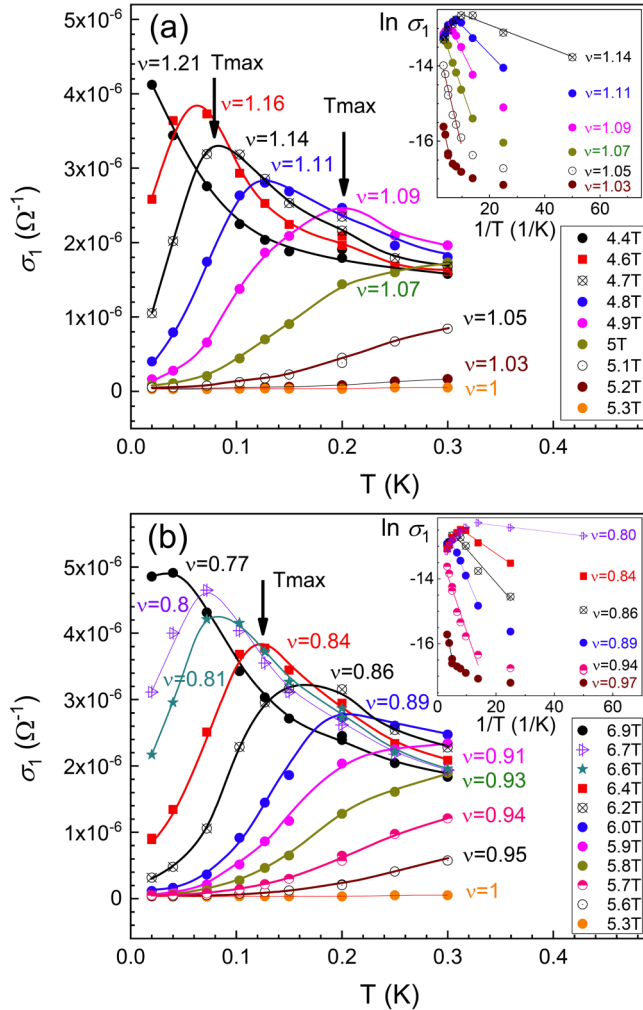 (a)
5x10⁻⁶
4x10⁻⁶
3x10⁻⁶
2x10⁻⁶
1x10⁻⁶
0
σ₁ (Ω⁻¹)
0.0 0.1 0.2 0.3 0.4
T (K)
ν=1.21
ν=1.16
Tmax
ν=1.14
ν=1.11
Tmax
ν=1.09
ν=1.07
ν=1.05
ν=1.03
ν=1
ln σ₁
-14
-16
20 40 60
1/T (1/K)
ν=1.14
ν=1.11
ν=1.09
ν=1.07
ν=1.05
ν=1.03
4.4T
4.6T
4.7T
4.8T
4.9T
5T
5.1T
5.2T
5.3T
(b)
5x10⁻⁶
4x10⁻⁶
3x10⁻⁶
2x10⁻⁶
1x10⁻⁶
0
σ₁ (Ω⁻¹)
0.0 0.1 0.2 0.3 0.4
T (K)
ν=0.77
ν=0.8
ν=0.81
Tmax
ν=0.84
ν=0.86
ν=0.89
ν=0.91
ν=0.93
ν=0.94
ν=0.95
ν=1
ln σ₁
-14
-16
0 20 40 60
1/T (1/K)
ν=0.80
ν=0.84
ν=0.86
ν=0.89
ν=0.94
ν=0.97
6.9T
6.7T
6.6T
6.4T
6.2T
6.0T
5.9T
5.8T
5.7T
5.6T
5.3T